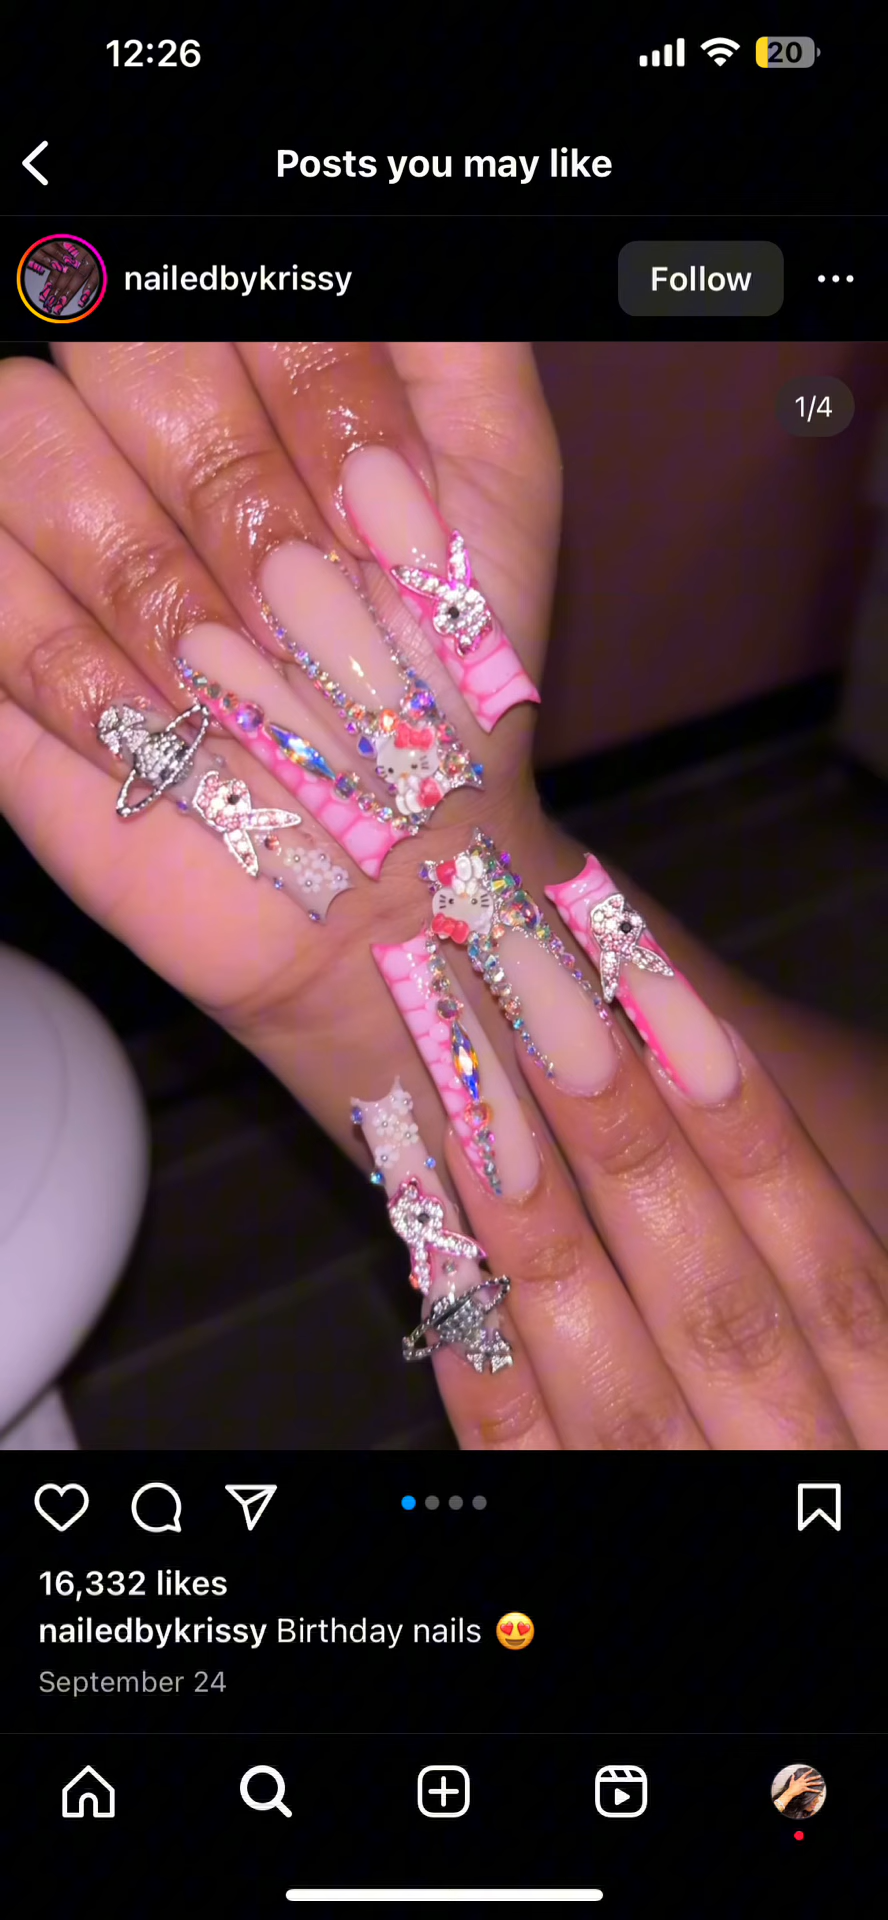 12:26
20
Posts you may like
nailedbykrissy
Follow
1/4
16,332 likes
nailedbykrissy Birthday nails 😍
September 24